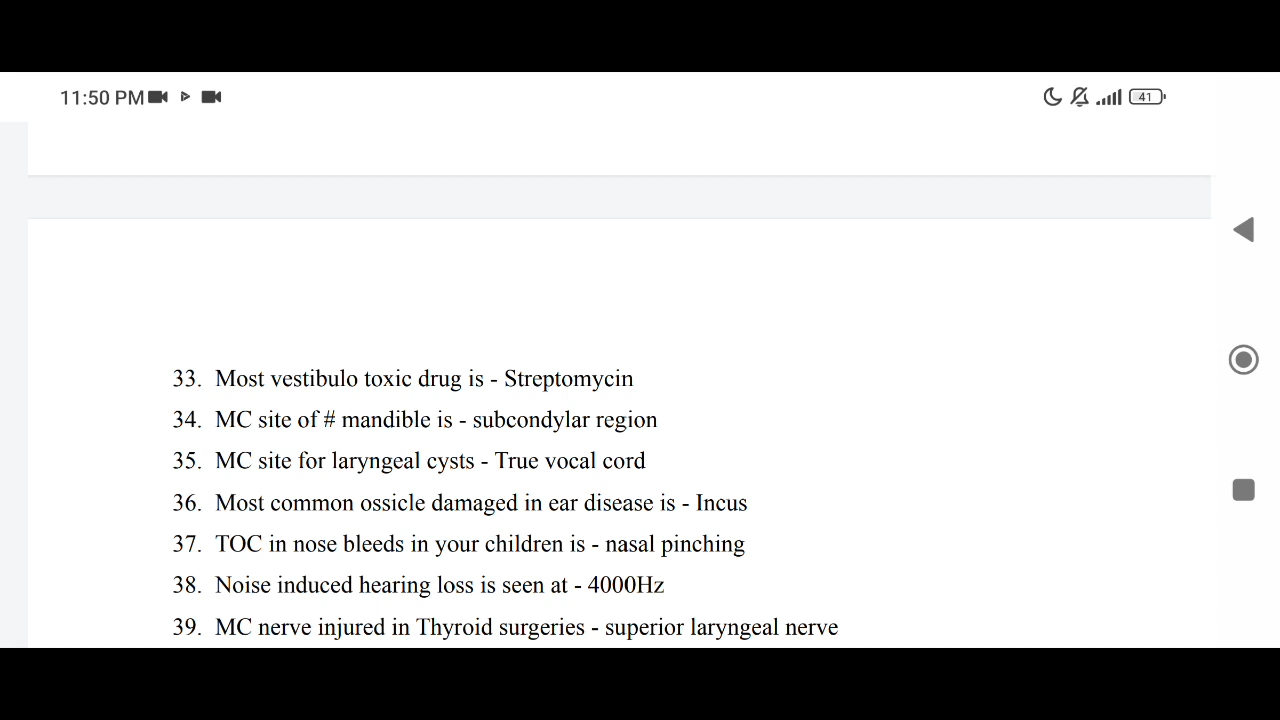 11:50 PM
41
33. Most vestibulo toxic drug is - Streptomycin
34. MC site of # mandible is - subcondylar region
35. MC site for laryngeal cysts - True vocal cord
36. Most common ossicle damaged in ear disease is - Incus
37. TOC in nose bleeds in your children is - nasal pinching
38. Noise induced hearing loss is seen at - 4000Hz
39. MC nerve injured in Thyroid surgeries - superior laryngeal nerve